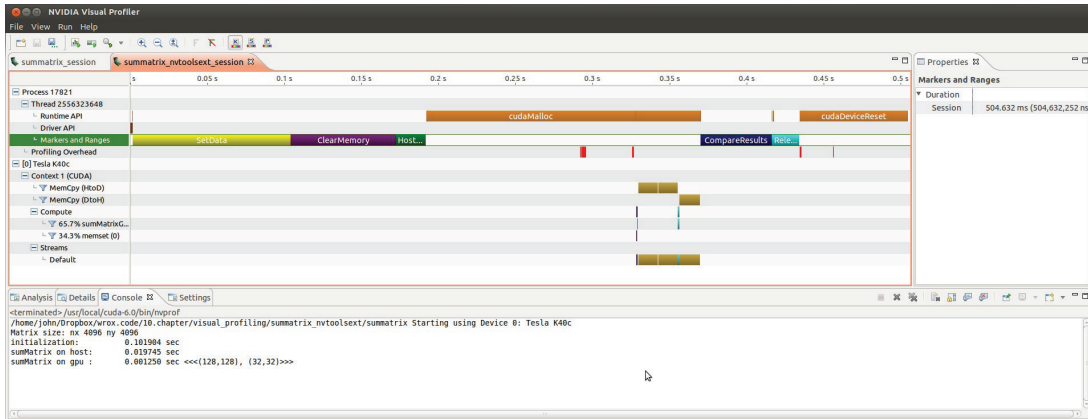 NVIDIA Visual Profiler
File View Run Help
summatrix_session
summatrix_nvtoolsext_session
Properties
s 0.05 s 0.1 s 0.15 s 0.2 s 0.25 s 0.3 s 0.35 s 0.4 s 0.45 s 0.5 s
Markers and Ranges
Duration
Session 504.632 ms (504,632,252 ns
Process 17821
Thread 2556323648
Runtime API cudaMalloc cudaDeviceReset
Driver API
Markers and Ranges SetData ClearMemory Host... CompareResults Rele...
Profiling Overhead
[0] Tesla K40c
Context 1 (CUDA)
MemCpy (HtoD)
MemCpy (DtoH)
Compute
65.7% sumMatrixG...
34.3% memset (0)
Streams
Default
Analysis Details Console Settings
<terminated> /usr/local/cuda-6.0/bin/nvprof
/home/john/Dropbox/wrox.code/10.chapter/visual_profiling/summatrix_nvtoolsext/summatrix Starting using Device 0: Tesla K40c
Matrix size: nx 4096 ny 4096
initialization: 0.101904 sec
sumMatrix on host: 0.019745 sec
sumMatrix on gpu : 0.001250 sec <<<(128,128), (32,32)>>>